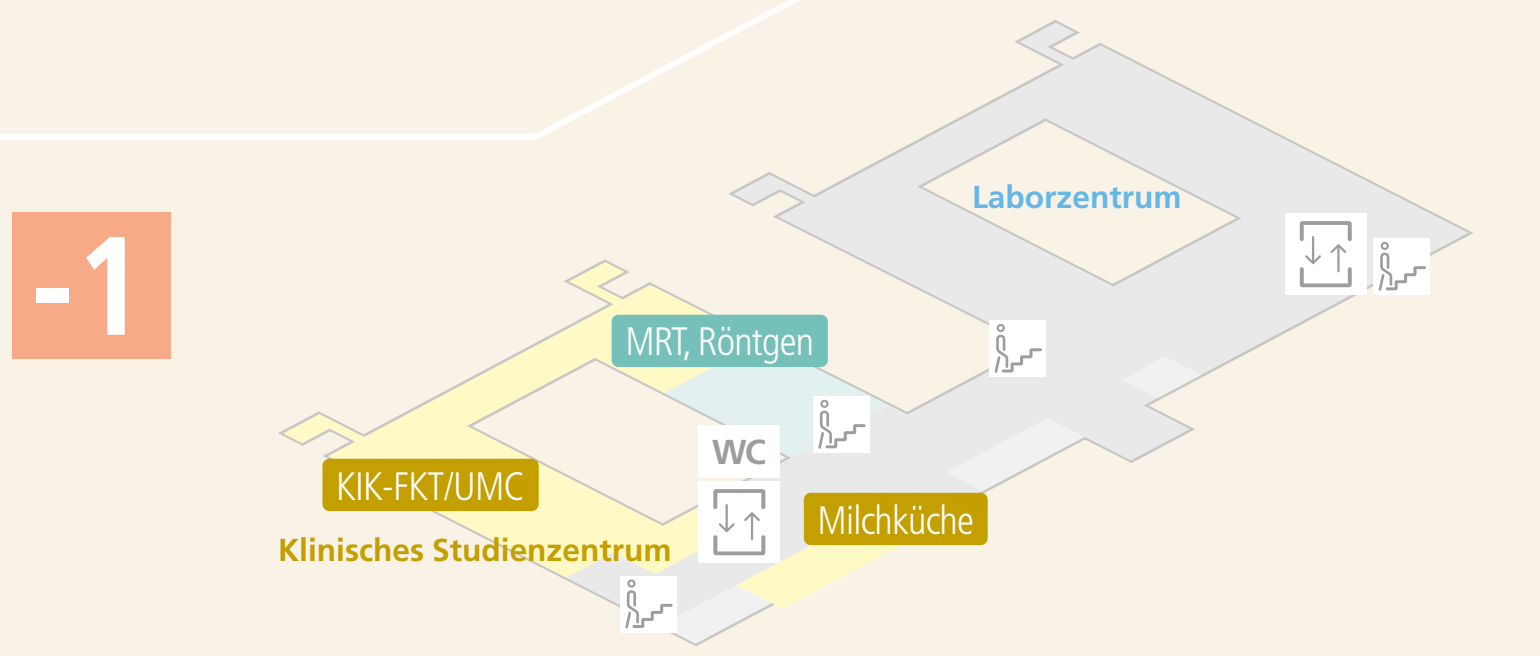 -1
Laborzentrum
MRT, Röntgen
WC
KIK-FKT/UMC
Milchküche
Klinisches Studienzentrum